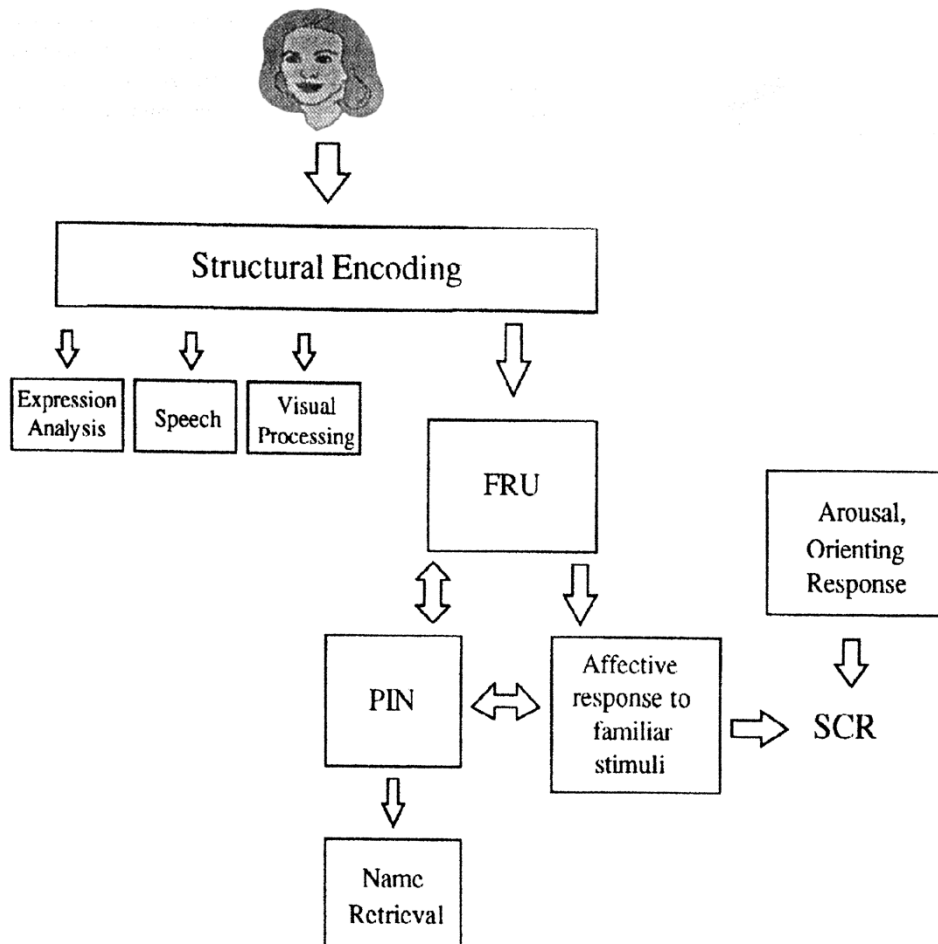 Structural Encoding
Expression
Analysis
Speech
Visual
Processing
FRU
Arousal,
Orienting
Response
PIN
Affective
response to
familiar
stimuli
SCR
Name
Retrieval